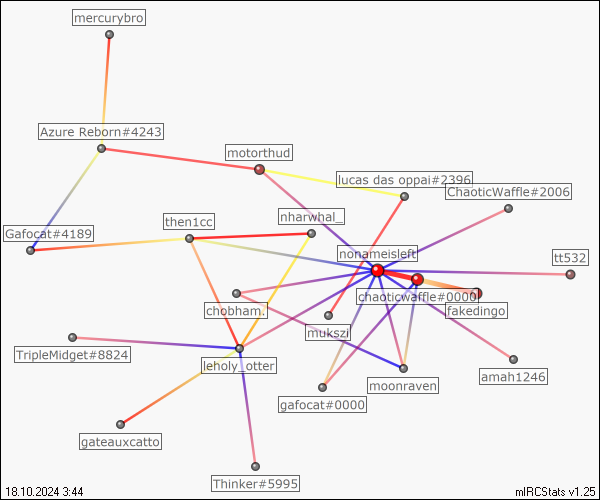 mercurybro
Azure Reborn#4243
motorthud
lucas das oppai#2396
ChaoticWaffle#2006
Gafocat#4189
then1cc
nharwhal_
nonameisleft
tt532
chobham.
chaoticwaffle#0000
fakedingo
mukszi
TripleMidget#8824
leholy_otter
moonraven
amah1246
gafocat#0000
gateauxcatto
Thinker#5995
18.10.2024 3:44
mIRCStats v1.25